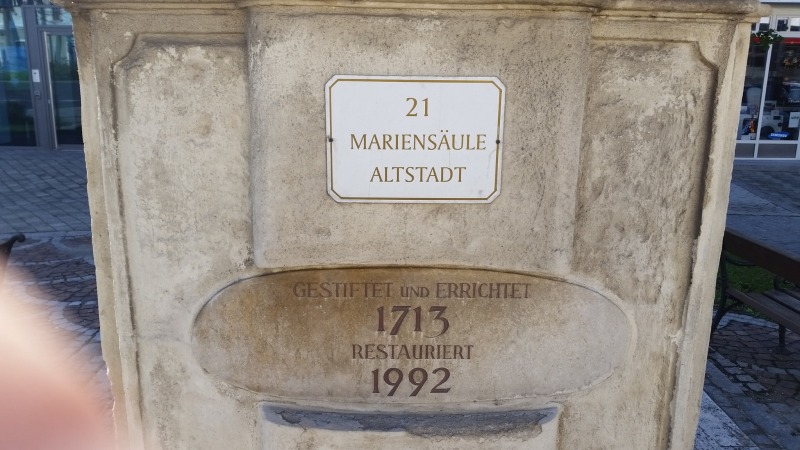 21
MARIENSÄULE
ALTSTADT
GESTIFTET UND ERRICHTET
1713
RESTAURIERT
1992